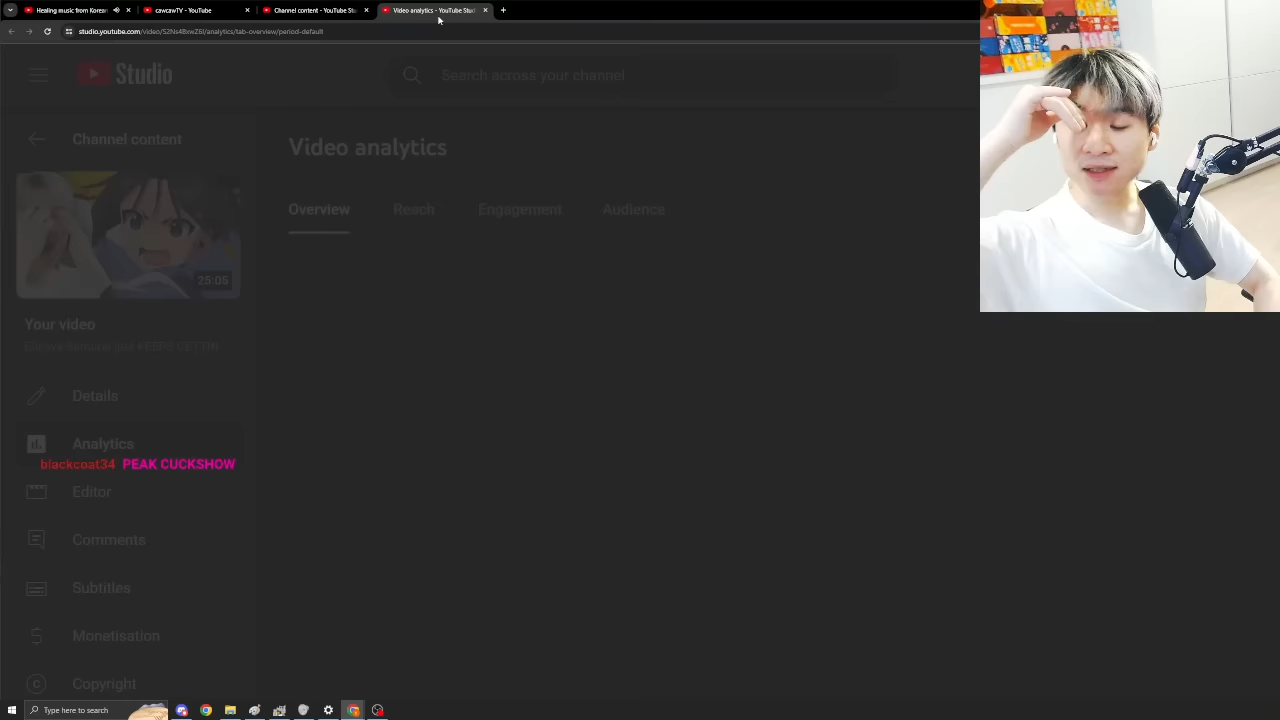 Healing music from Korean
cawcawTV - YouTube
Channel content - YouTube Stu
Video analytics - YouTube Stud
studio.youtube.com/video/S2Ns4BxwZ6I/analytics/tab-overview/period-default
Studio
Search across your channel
Channel content
Video analytics
Overview
Reach
Engagement
Audience
25:05
Your video
Details
Analytics
blackcoat34 PEAK CUCKSHOW
Editor
Comments
Subtitles
Monetisation
Copyright
Type here to search